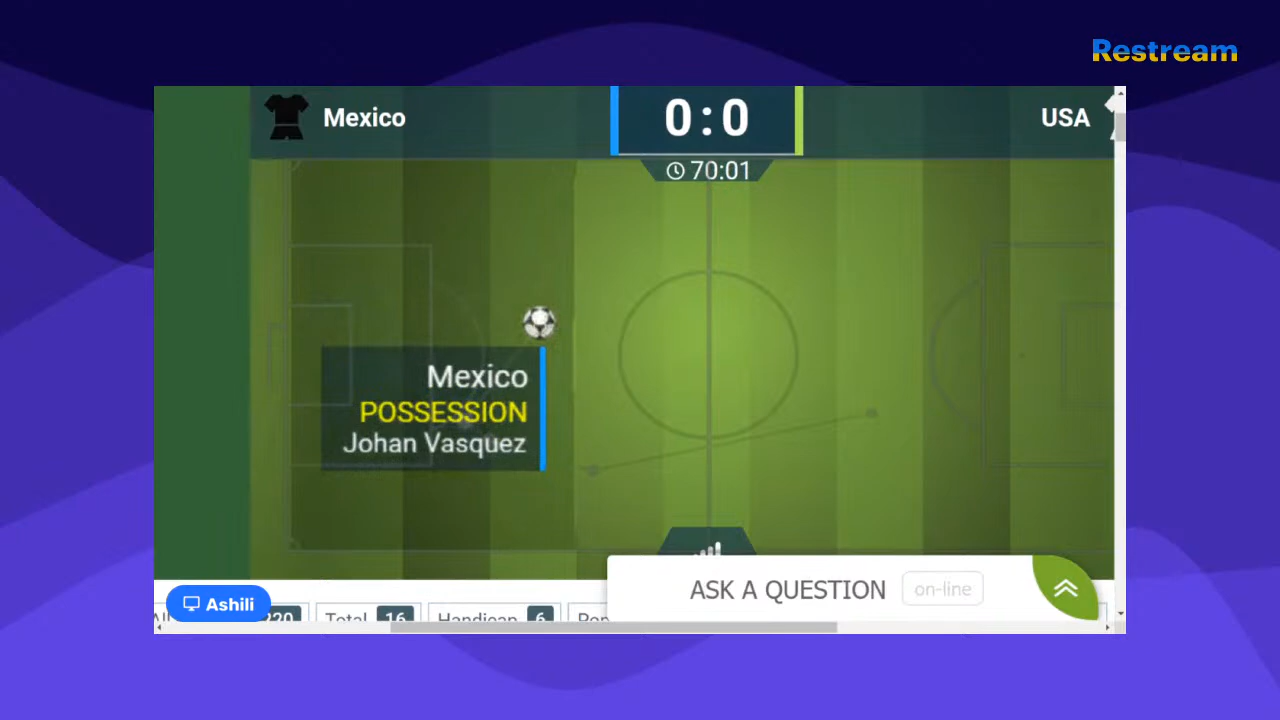 Restream
Mexico
0:0
USA
70:01
Mexico
POSSESSION
Johan Vasquez
ASK A QUESTION
on-line
Ashili
Total 16
Handicap 6